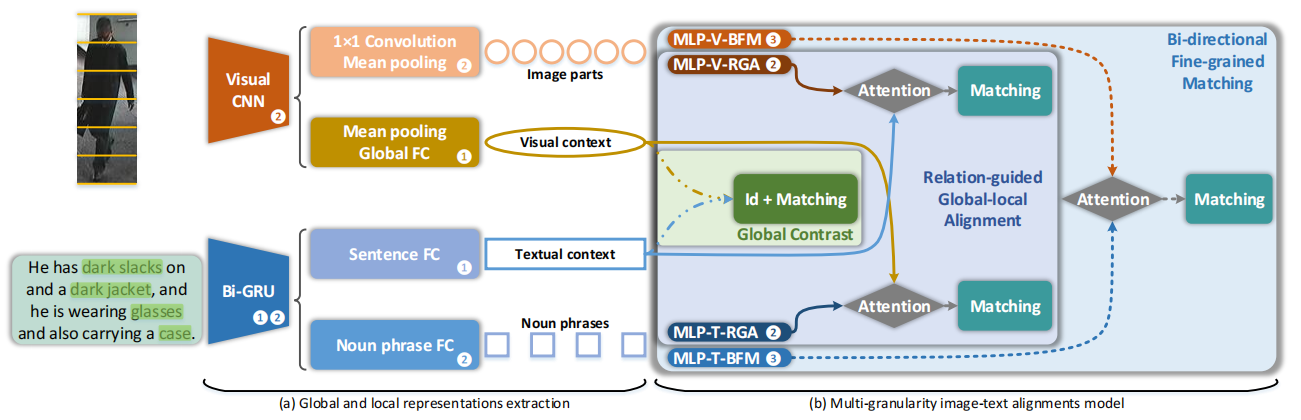 He has dark slacks on
and a dark jacket, and
he is wearing glasses
and also carrying a case.
Visual
CNN
2
Bi-GRU
1 2
1×1 Convolution
Mean pooling
2
Mean pooling
Global FC
1
Sentence FC
1
Noun phrase FC
2
Image parts
Visual context
Textual context
Noun phrases
(a) Global and local representations extraction
MLP-V-BFM 3
MLP-V-RGA 2
Attention
Matching
Id + Matching
Global Contrast
Relation-guided
Global-local
Alignment
Attention
Matching
MLP-T-RGA 2
MLP-T-BFM 3
Bi-directional
Fine-grained
Matching
Attention
Matching
(b) Multi-granularity image-text alignments model